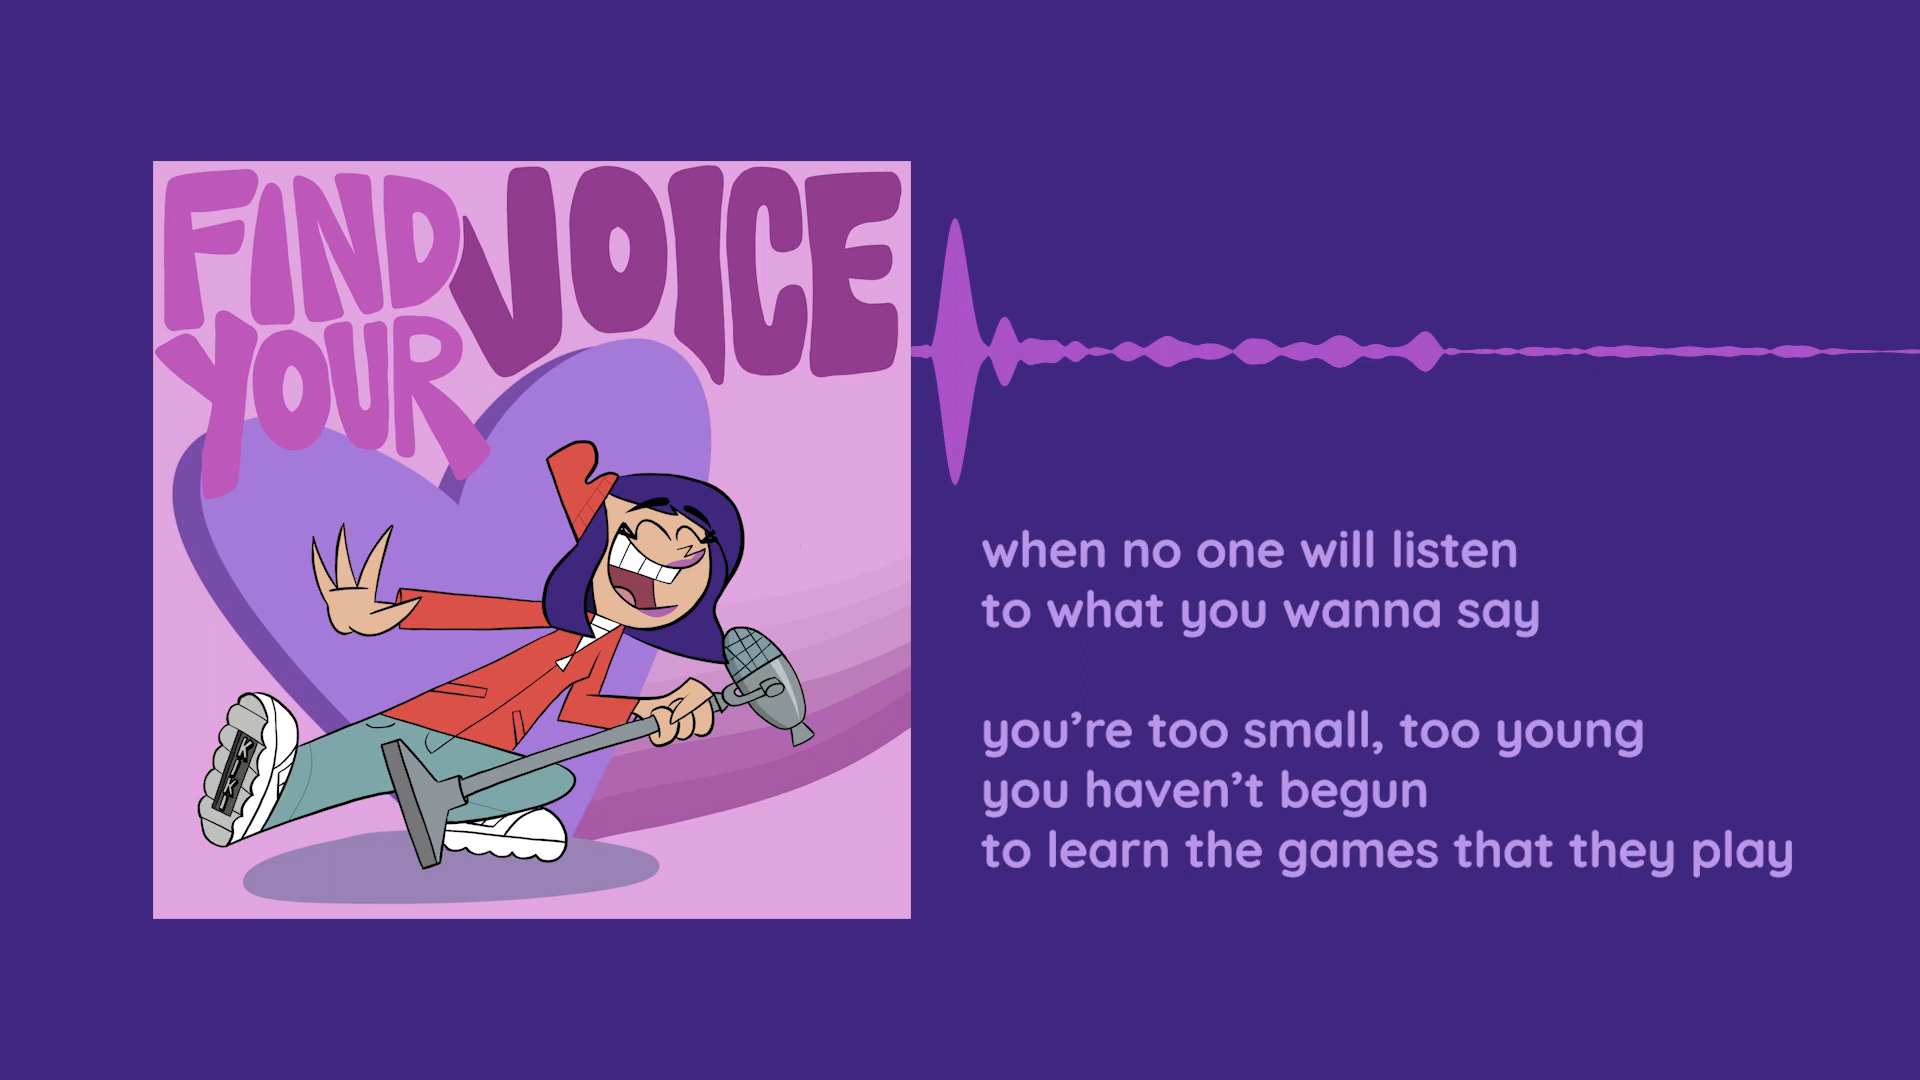 FIND
YOUR
VOICE
KIKI
when no one will listen
to what you wanna say
you’re too small, too young
you haven’t begun
to learn the games that they play